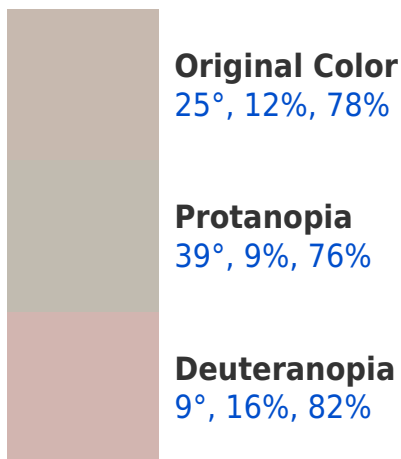 Original Color
25°, 12%, 78%
Protanopia
39°, 9%, 76%
Deuteranopia
9°, 16%, 82%